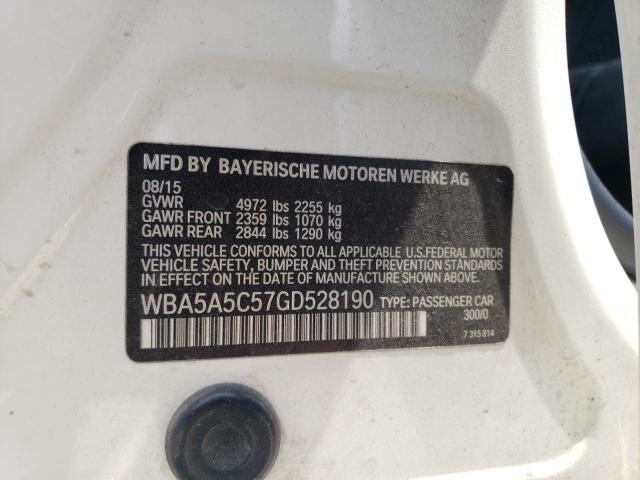 MFD BY BAYERISCHE MOTOREN WERKE AG
08/15
GVWR 4972 lbs 2255 kg
GAWR FRONT 2359 lbs 1070 kg
GAWR REAR 2844 lbs 1290 kg
THIS VEHICLE CONFORMS TO ALL APPLICABLE U.S.FEDERAL MOTOR
VEHICLE SAFETY, BUMPER, AND THEFT PREVENTION STANDARDS
IN EFFECT ON THE DATE OF MANUFACTURE SHOWN ABOVE.
WBA5A5C57GD528190 TYPE: PASSENGER CAR
300/0
7 315 814